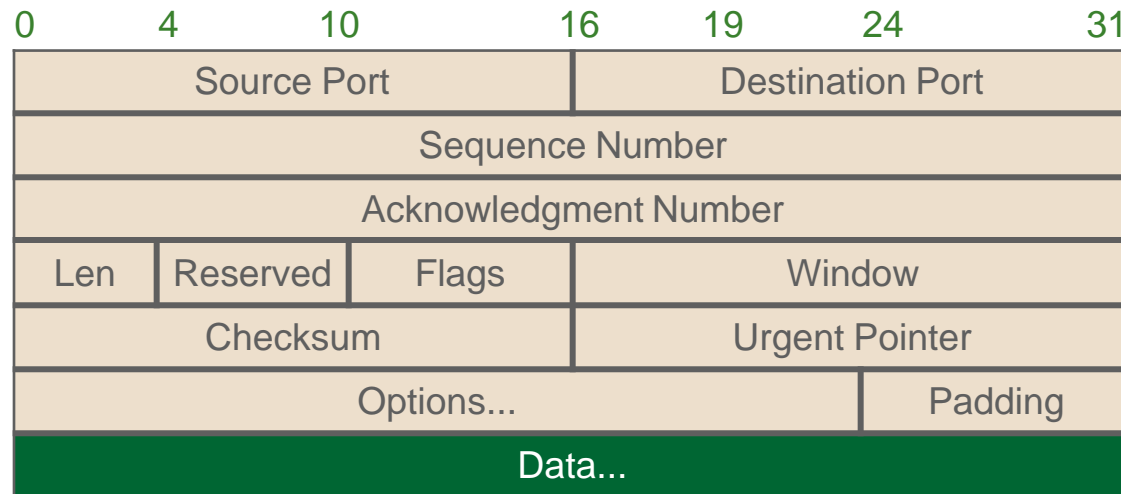 0 4 10 16 19 24 31
Source Port Destination Port
Sequence Number
Acknowledgment Number
Len Reserved Flags Window
Checksum Urgent Pointer
Options... Padding
Data...